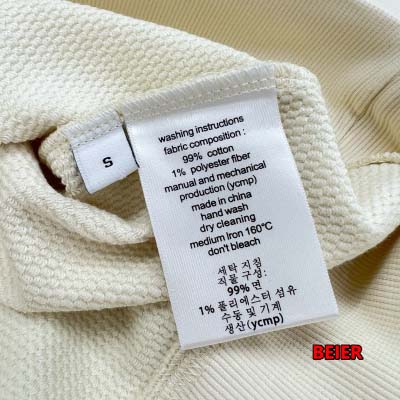 S
washing instructions
fabric composition :
99% cotton
1% polyester fiber
manual and mechanical
production (ycmp)
made in china
hand wash
dry cleaning
medium Iron 160°C
don't bleach
세탁 지침
직물 구성:
99% 면
1% 폴리에스터 섬유
수동 및 기계
생산(ycmp)
BEIER